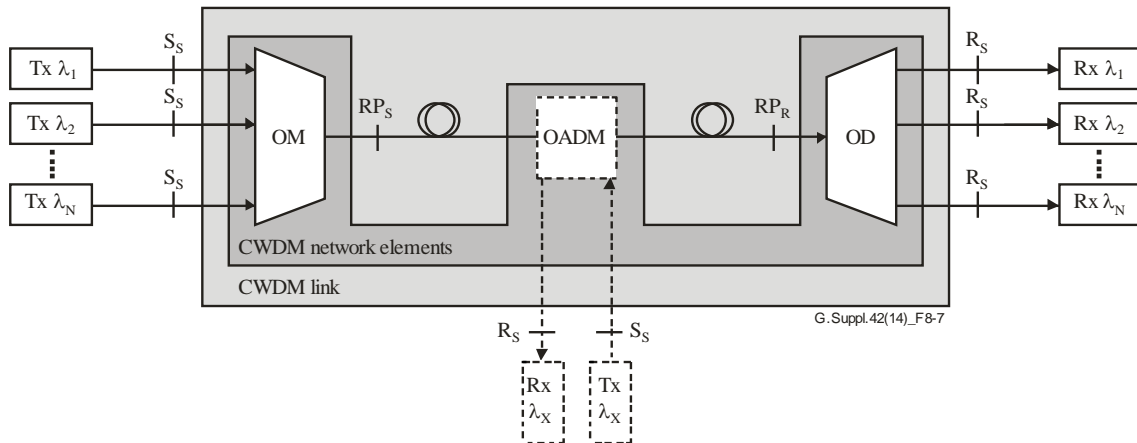 Tx λ1
Tx λ2
Tx λN
SS
SS
SS
OM
RPS
OADM
RPR
OD
RS
RS
RS
Rx λ1
Rx λ2
Rx λN
CWDM network elements
CWDM link
G.Suppl.42(14)_F8-7
RS
SS
Rx
λX
Tx
λX